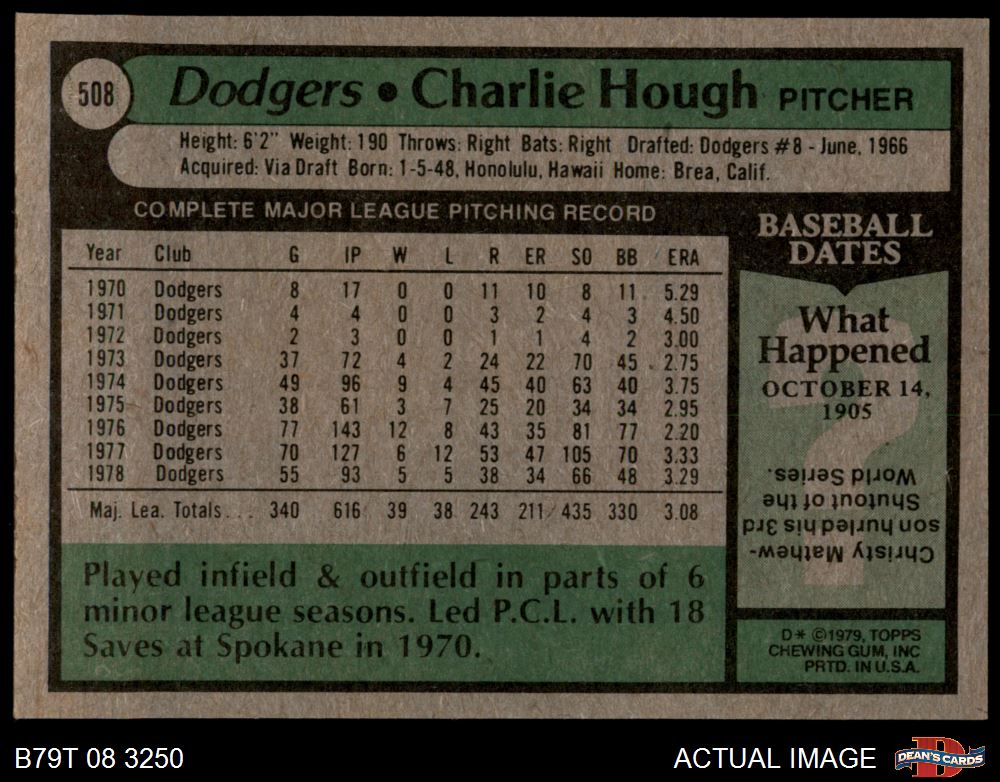 508
Dodgers • Charlie Hough PITCHER
Height: 6'2" Weight: 190 Throws: Right Bats: Right Drafted: Dodgers #8 - June, 1966
Acquired: Via Draft Born: 1-5-48, Honolulu, Hawaii Home: Brea, Calif.
COMPLETE MAJOR LEAGUE PITCHING RECORD
Year Club G IP W L R ER SO BB ERA
1970 Dodgers 8 17 0 0 11 10 8 11 5.29
1971 Dodgers 4 4 0 0 3 2 4 3 4.50
1972 Dodgers 2 3 0 0 1 1 4 2 3.00
1973 Dodgers 37 72 4 2 24 22 70 45 2.75
1974 Dodgers 49 96 9 4 45 40 63 40 3.75
1975 Dodgers 38 61 3 7 25 20 34 34 2.95
1976 Dodgers 77 143 12 8 43 35 81 77 2.20
1977 Dodgers 70 127 6 12 53 47 105 70 3.33
1978 Dodgers 55 93 5 5 38 34 66 48 3.29
Maj. Lea. Totals... 340 616 39 38 243 211 435 330 3.08
Played infield & outfield in parts of 6
minor league seasons. Led P.C.L. with 18
Saves at Spokane in 1970.
BASEBALL
DATES
What
Happened
OCTOBER 14,
1905
?
Christy Mathew-
son hurled his 3rd
Shutout of the
World Series.
D* ©1979, TOPPS
CHEWING GUM, INC
PRTD. IN U.S.A.
B79T 08 3250
ACTUAL IMAGE
D
DEAN'S CARDS